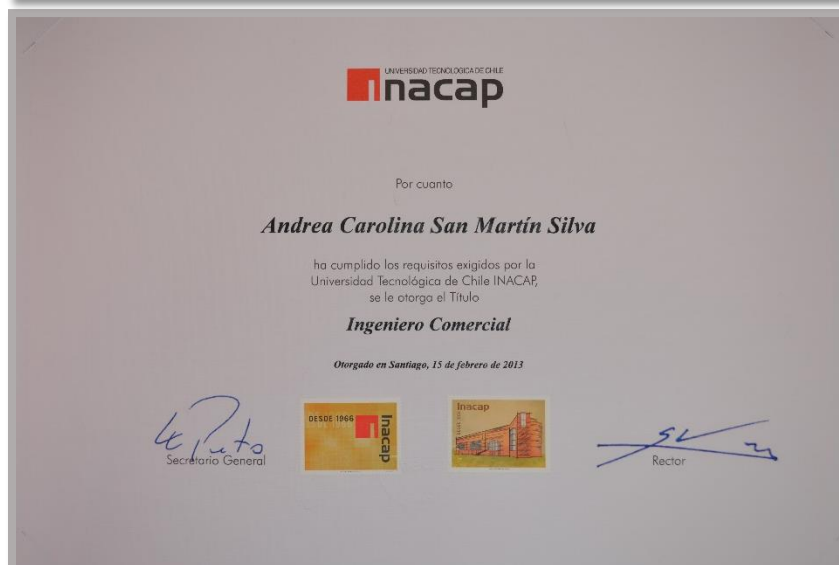 UNIVERSIDAD TECNOLOGICA DE CHILE
Inacap
Por cuanto
Andrea Carolina San Martín Silva
ha cumplido los requisitos exigidos por la
Universidad Tecnológica de Chile INACAP,
se le otorga el Título
Ingeniero Comercial
Otorgado en Santiago, 15 de febrero de 2013
DESDE 1966
Inacap
Inacap
Secretario General
Rector